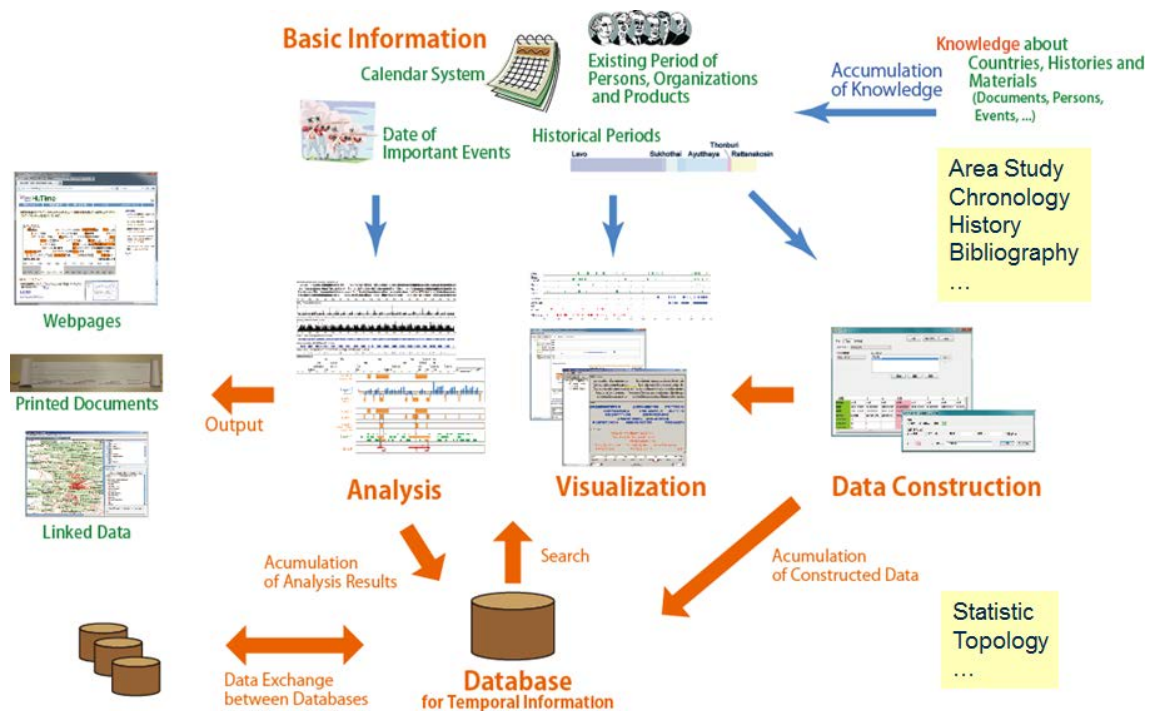 Basic Information
Calendar System
Existing Period of
Persons, Organizations
and Products
Knowledge about
Countries, Histories and
Materials
(Documents, Persons,
Events, ...)
Accumulation
of Knowledge
Date of
Important Events
Historical Periods
Lavo
Sukhothai
Ayutthaya
Thonburi
Rattanakosin
Area Study
Chronology
History
Bibliography
…
Webpages
Printed Documents
Linked Data
Output
Analysis
Visualization
Data Construction
Acumulation
of Analysis Results
Search
Acumulation
of Constructed Data
Statistic
Topology
…
Data Exchange
between Databases
Database
for Temporal Information